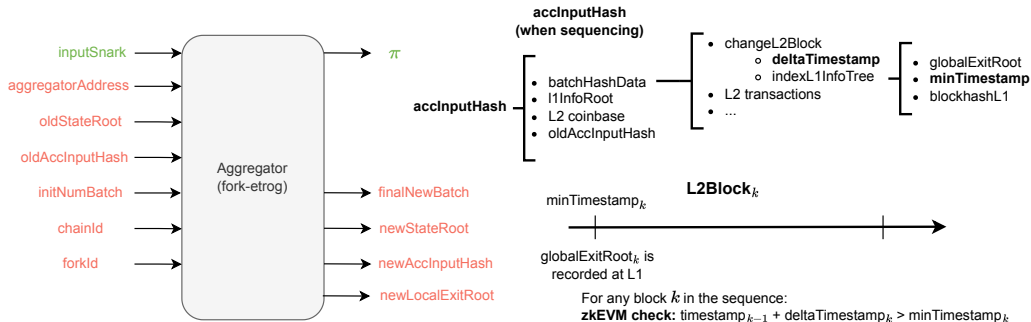 inputSnark
aggregatorAddress
oldStateRoot
oldAccInputHash
initNumBatch
chainId
forkId
Aggregator
(fork-etrog)
π
finalNewBatch
newStateRoot
newAccInputHash
newLocalExitRoot
accInputHash
(when sequencing)
accInputHash
• batchHashData
• l1InfoRoot
• L2 coinbase
• oldAccInputHash
• changeL2Block
○ deltaTimestamp
○ indexL1InfoTree
• L2 transactions
• ...
• globalExitRoot
• minTimestamp
• blockhashL1
L2Block_k
minTimestamp_k
globalExitRoot_k is
recorded at L1
For any block k in the sequence:
zkEVM check: timestamp_{k-1} + deltaTimestamp_k > minTimestamp_k